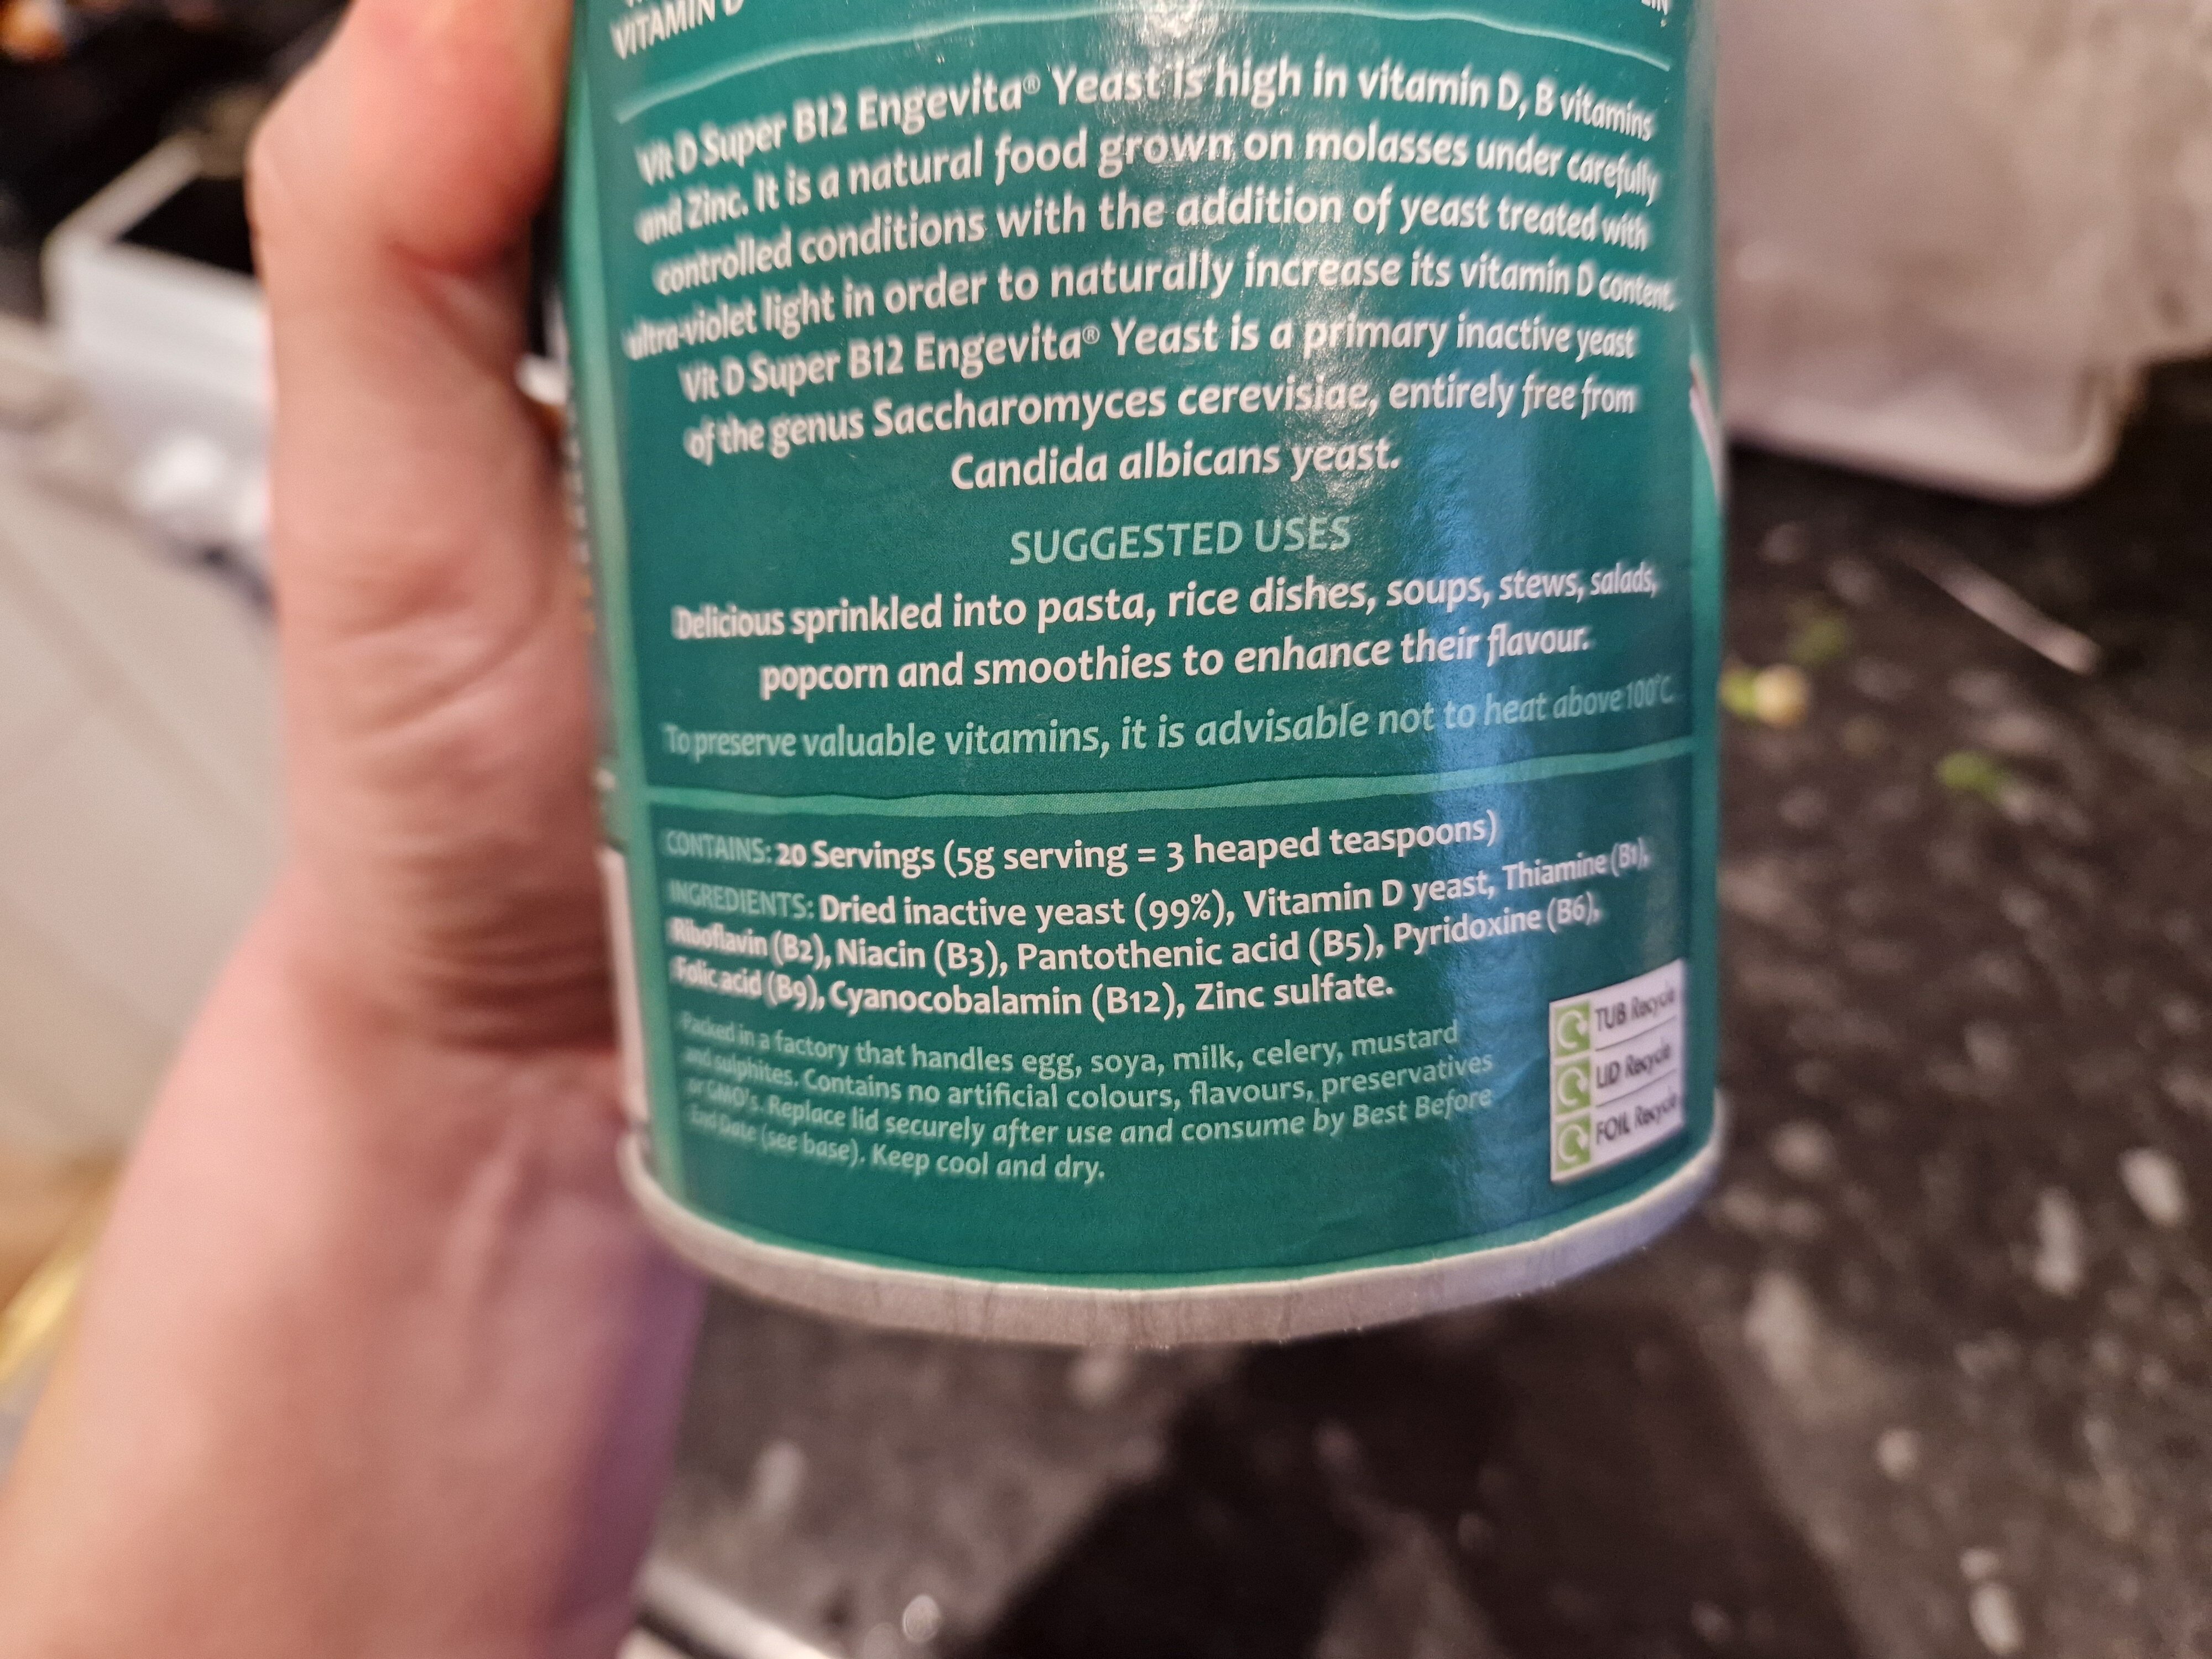 VITAMIN D
Vit D Super B12 Engevita® Yeast is high in vitamin D, B vitamins
and Zinc. It is a natural food grown on molasses under carefully
controlled conditions with the addition of yeast treated with
ultra-violet light in order to naturally increase its vitamin D content.
Vit D Super B12 Engevita® Yeast is a primary inactive yeast
of the genus Saccharomyces cerevisiae, entirely free from
Candida albicans yeast.
SUGGESTED USES
Delicious sprinkled into pasta, rice dishes, soups, stews, salads,
popcorn and smoothies to enhance their flavour.
To preserve valuable vitamins, it is advisable not to heat above 100°C.
CONTAINS: 20 Servings (5g serving = 3 heaped teaspoons)
INGREDIENTS: Dried inactive yeast (99%), Vitamin D yeast, Thiamine (B1),
Riboflavin (B2), Niacin (B3), Pantothenic acid (B5), Pyridoxine (B6),
Folic acid (B9), Cyanocobalamin (B12), Zinc sulfate.
Packed in a factory that handles egg, soya, milk, celery, mustard
and sulphites. Contains no artificial colours, flavours, preservatives
or GMO's. Replace lid securely after use and consume by Best Before
End Date (see base). Keep cool and dry.
TUB Recycle
LID Recycle
FOIL Recycle